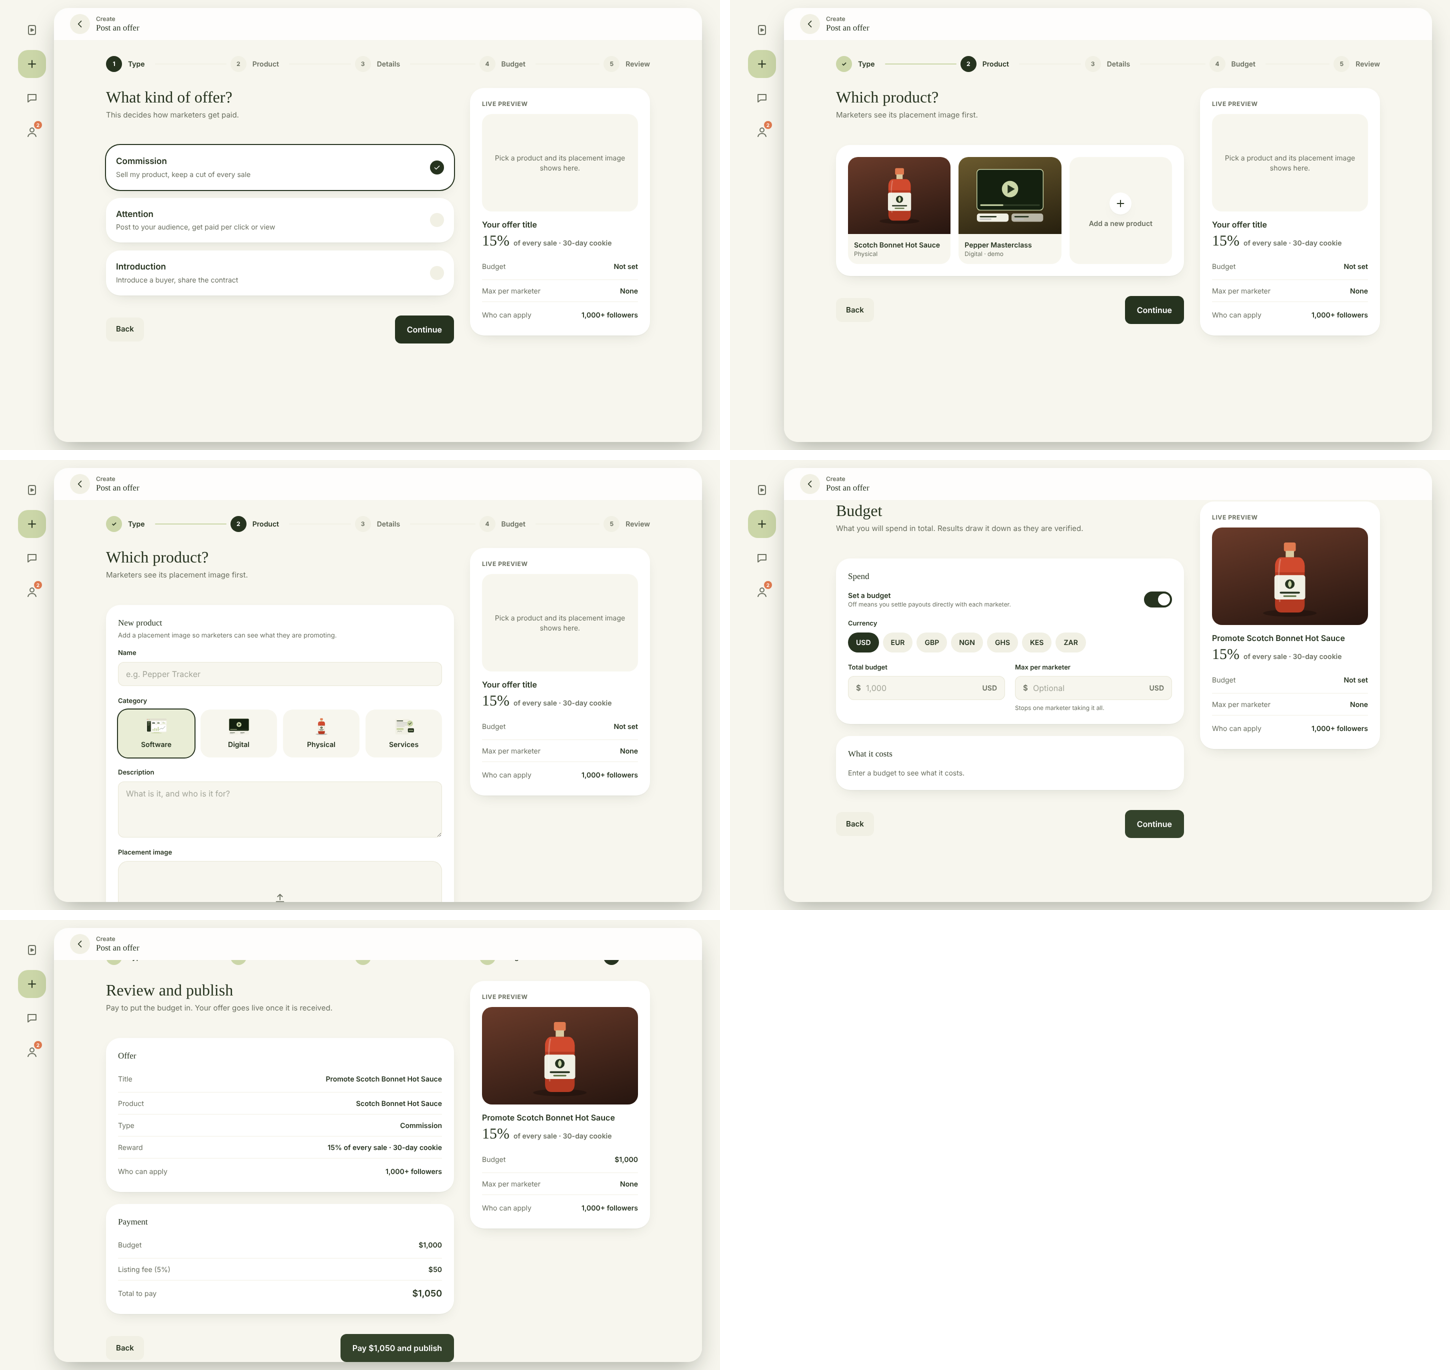 Create
Post an offer
2
1 Type
2 Product
3 Details
4 Budget
5 Review
What kind of offer?
This decides how marketers get paid.
Commission
Sell my product, keep a cut of every sale
Attention
Post to your audience, get paid per click or view
Introduction
Introduce a buyer, share the contract
Back
Continue
LIVE PREVIEW
Pick a product and its placement image
shows here.
Your offer title
15% of every sale · 30-day cookie
Budget Not set
Max per marketer None
Who can apply 1,000+ followers
Create
Post an offer
2
Type
2 Product
3 Details
4 Budget
5 Review
Which product?
Marketers see its placement image first.
Scotch Bonnet Hot Sauce
Physical
Pepper Masterclass
Digital · demo
Add a new product
Back
Continue
LIVE PREVIEW
Pick a product and its placement image
shows here.
Your offer title
15% of every sale · 30-day cookie
Budget Not set
Max per marketer None
Who can apply 1,000+ followers
Create
Post an offer
2
Type
2 Product
3 Details
4 Budget
5 Review
Which product?
Marketers see its placement image first.
New product
Add a placement image so marketers can see what they are promoting.
Name
e.g. Pepper Tracker
Category
Software
Digital
Physical
Services
Description
What is it, and who is it for?
Placement image
LIVE PREVIEW
Pick a product and its placement image
shows here.
Your offer title
15% of every sale · 30-day cookie
Budget Not set
Max per marketer None
Who can apply 1,000+ followers
Create
Post an offer
2
Budget
What you will spend in total. Results draw it down as they are verified.
Spend
Set a budget
Off means you settle payouts directly with each marketer.
Currency
USD EUR GBP NGN GHS KES ZAR
Total budget
$ 1,000 USD
Max per marketer
$ Optional USD
Stops one marketer taking it all.
What it costs
Enter a budget to see what it costs.
Back
Continue
LIVE PREVIEW
Promote Scotch Bonnet Hot Sauce
15% of every sale · 30-day cookie
Budget Not set
Max per marketer None
Who can apply 1,000+ followers
Create
Post an offer
2
Review and publish
Pay to put the budget in. Your offer goes live once it is received.
Offer
Title Promote Scotch Bonnet Hot Sauce
Product Scotch Bonnet Hot Sauce
Type Commission
Reward 15% of every sale · 30-day cookie
Who can apply 1,000+ followers
Payment
Budget $1,000
Listing fee (5%) $50
Total to pay $1,050
Back
Pay $1,050 and publish
LIVE PREVIEW
Promote Scotch Bonnet Hot Sauce
15% of every sale · 30-day cookie
Budget $1,000
Max per marketer None
Who can apply 1,000+ followers